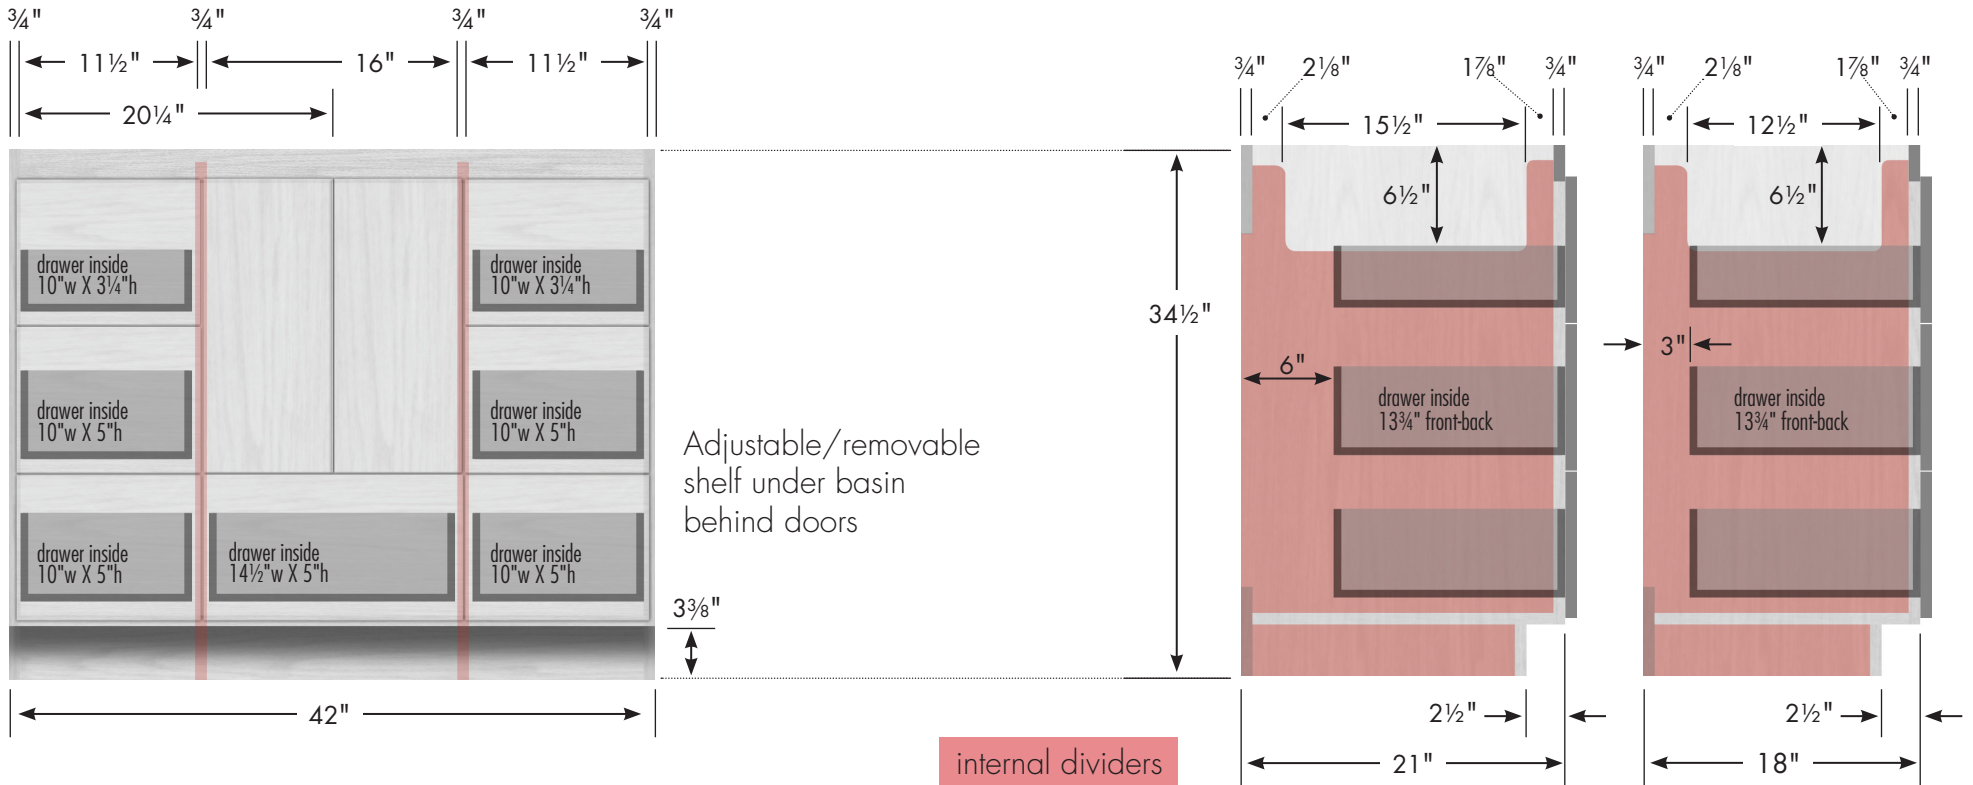 ¾" ¾" ¾" ¾"
11½" 16" 11½"
20¼"
¾" 2⅛" 1⅞" ¾"
15½"
6½"
¾" 2⅛" 1⅞" ¾"
12½"
6½"
drawer inside
10"w X 3¼"h
drawer inside
10"w X 3¼"h
34½"
6"
3"
drawer inside
10"w X 5"h
drawer inside
10"w X 5"h
drawer inside
13¾" front-back
drawer inside
13¾" front-back
Adjustable/removable
shelf under basin
behind doors
drawer inside
10"w X 5"h
drawer inside
14½"w X 5"h
drawer inside
10"w X 5"h
3⅜"
42"
2½"
2½"
internal dividers
21"
18"